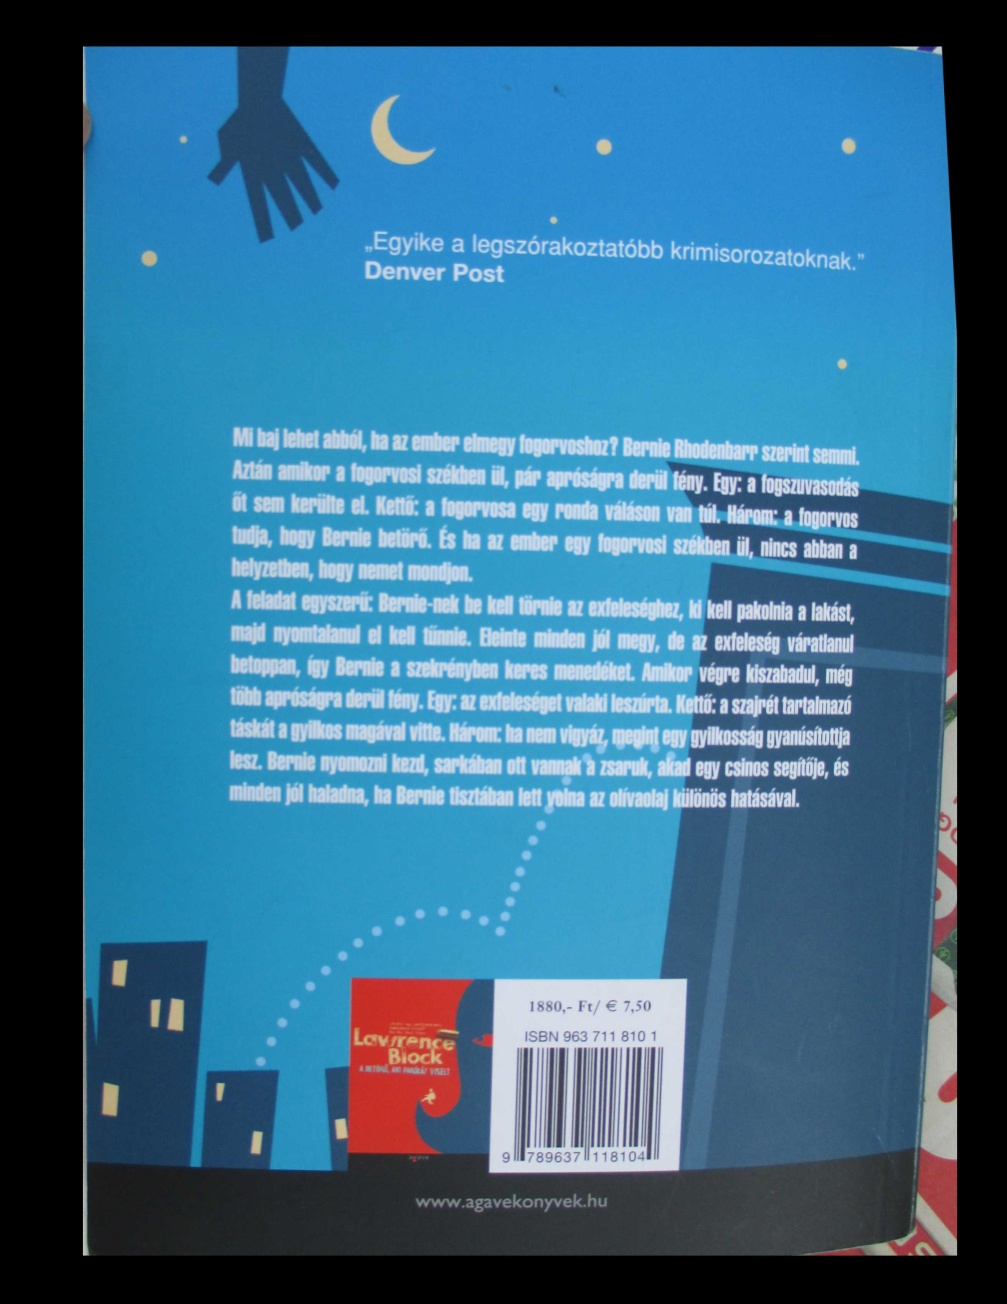 „Egyike a legszórakoztatóbb krimisorozatoknak.”
Denver Post
Mi baj lehet abból, ha az ember elmegy fogorvoshoz? Bernie Rhodenbarr szerint semmi.
Aztán amikor a fogorvosi székben ül, pár apróságra derül fény. Egy: a fogszuvasodás
őt sem kerülte el. Kettő: a fogorvosa egy ronda váláson van túl. Három: a fogorvos
tudja, hogy Bernie betörő. És ha az ember egy fogorvosi székben ül, nincs abban a
helyzetben, hogy nemet mondjon.
A feladat egyszerű: Bernie-nek be kell törnie az exfeleséghez, ki kell pakolnia a lakást,
majd nyomtalanul el kell tűnnie. Eleinte minden jól megy, de az exfeleség váratlanul
betoppan, így Bernie a szekrényben keres menedéket. Amikor végre kiszabadul, még
több apróságra derül fény. Egy: az exfeleséget valaki leszúrta. Kettő: a szajrét tartalmazó
táskát a gyilkos magával vitte. Három: ha nem vigyáz, megint egy gyilkosság gyanúsítottja
lesz. Bernie nyomozni kezd, sarkában ott vannak a zsaruk, akad egy csinos segítője, és
minden jól haladna, ha Bernie tisztában lett volna az olívaolaj különös hatásával.
Lawrence
Block
A BETÖRŐ, AKI PARÓKÁT VISELT
agave
1880,- Ft/ € 7,50
ISBN 963 711 810 1
9 789637 118104
www.agavekonyvek.hu